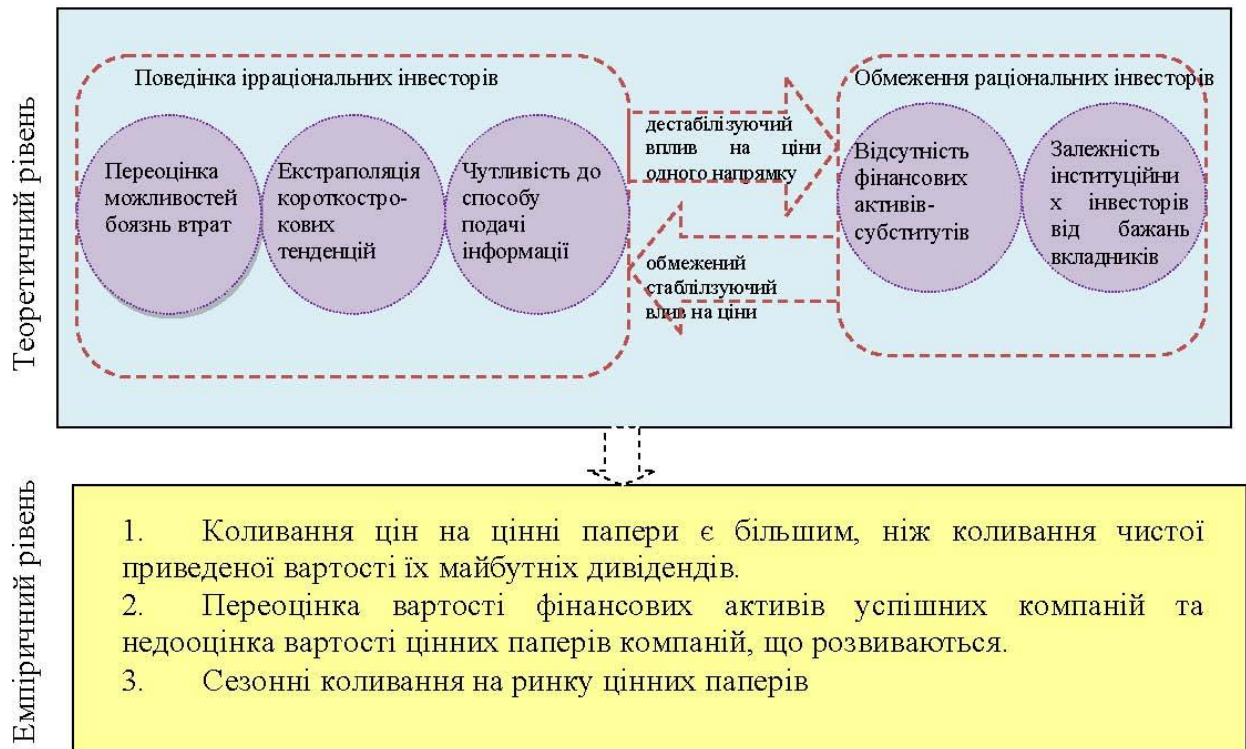 Теоретичний рівень
Поведінка ірраціональних інвесторів
Переоцінка
можливостей
боязнь втрат
Екстраполяція
короткостро-
кових
тенденцій
Чутливість до
способу
подачі
інформації
дестабілізуючий
вплив на ціни
одного напрямку
обмежений
стаблілзуючий
влив на ціни
Обмеження раціональних інвесторів
Відсутність
фінансових
активів-
субститутів
Залежність
інституційни
х інвесторів
від бажань
вкладників
Емпіричний рівень
1. Коливання цін на цінні папери є більшим, ніж коливання чистої
приведеної вартості їх майбутніх дивідендів.
2. Переоцінка вартості фінансових активів успішних компаній та
недооцінка вартості цінних паперів компаній, що розвиваються.
3. Сезонні коливання на ринку цінних паперів